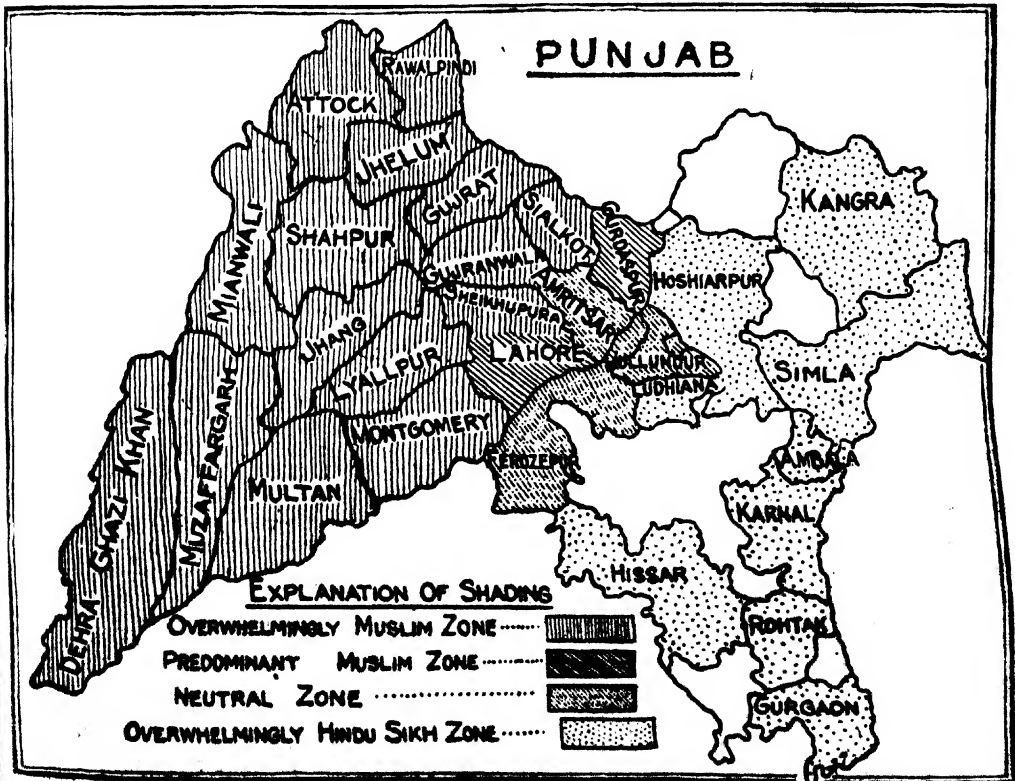 PUNJAB
RAWALPINDI
ATTOCK
JHELUM
GUJRAT
SIALKOT
GURDASPUR
KANGRA
MIANWALI
SHAHPUR
GUJRANWALA
SHEIKHUPURA
AMRITSAR
HOSHIARPUR
JHANG
LYALLPUR
LAHORE
JULLUNDUR
LUDHIANA
SIMLA
DEHRA GHAZI KHAN
MUZAFFARGARH
MONTGOMERY
MULTAN
FEROZEPUR
AMBALA
KARNAL
HISSAR
ROHTAK
GURGAON
EXPLANATION OF SHADING
OVERWHELMINGLY MUSLIM ZONE
PREDOMINANT MUSLIM ZONE
NEUTRAL ZONE
OVERWHELMINGLY HINDU SIKH ZONE